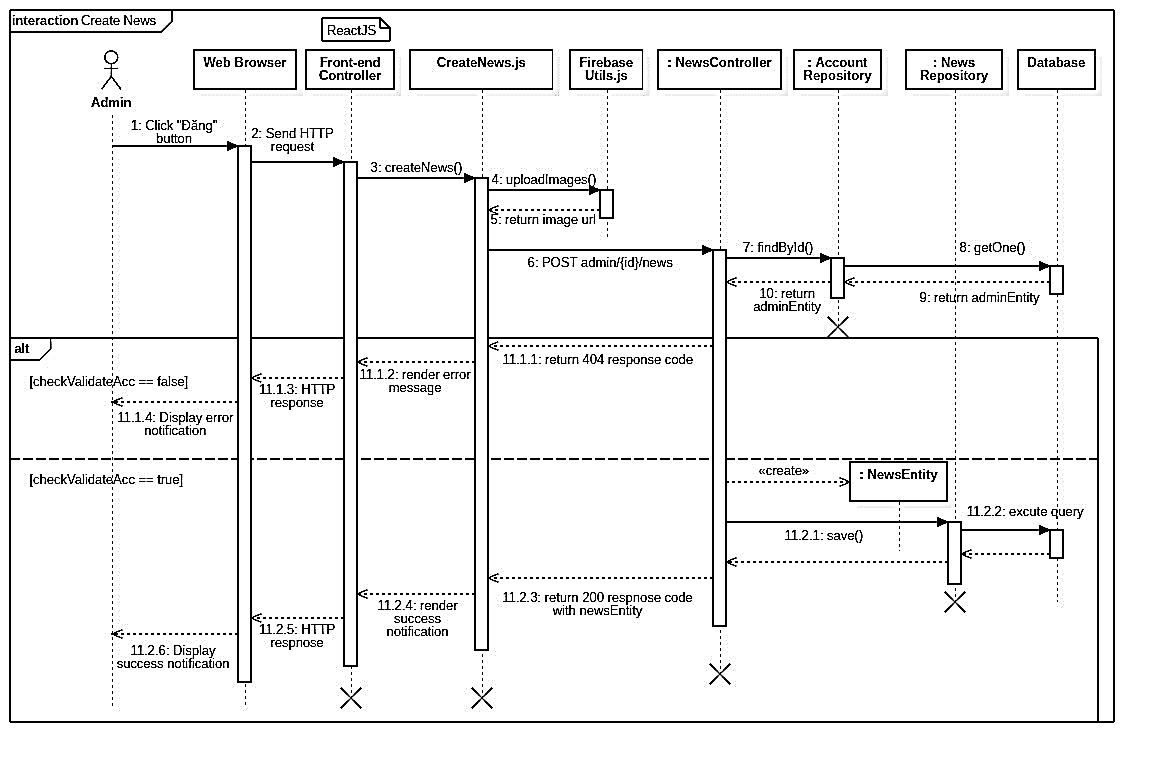 interaction Create News
ReactJS
Web Browser
Front-end
Controller
CreateNews.js
Firebase
Utils.js
: NewsController
: Account
Repository
: News
Repository
Database
Admin
1: Click "Đăng"
button
2: Send HTTP
request
3: createNews()
4: uploadImages()
5: return image url
6: POST admin/{id}/news
7: findById()
8: getOne()
9: return adminEntity
10: return
adminEntity
alt
[checkValidateAcc == false]
11.1.1: return 404 response code
11.1.2: render error
message
11.1.3: HTTP
response
11.1.4: Display error
notification
[checkValidateAcc == true]
«create»
: NewsEntity
11.2.1: save()
11.2.2: excute query
11.2.3: return 200 respnose code
with newsEntity
11.2.4: render
success
notification
11.2.5: HTTP
respnose
11.2.6: Display
success notification